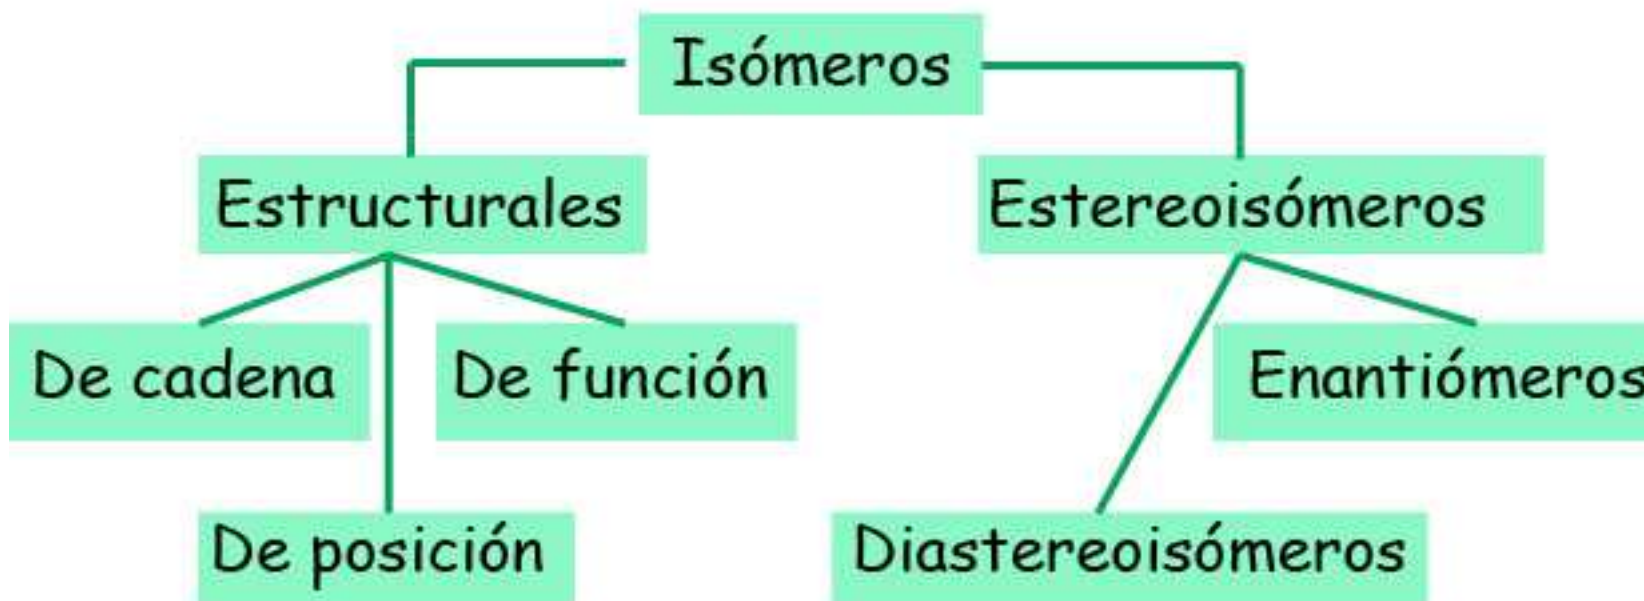 Isómeros
Estructurales
Estereoisómeros
De cadena
De función
Enantiómeros
De posición
Diastereoisómeros